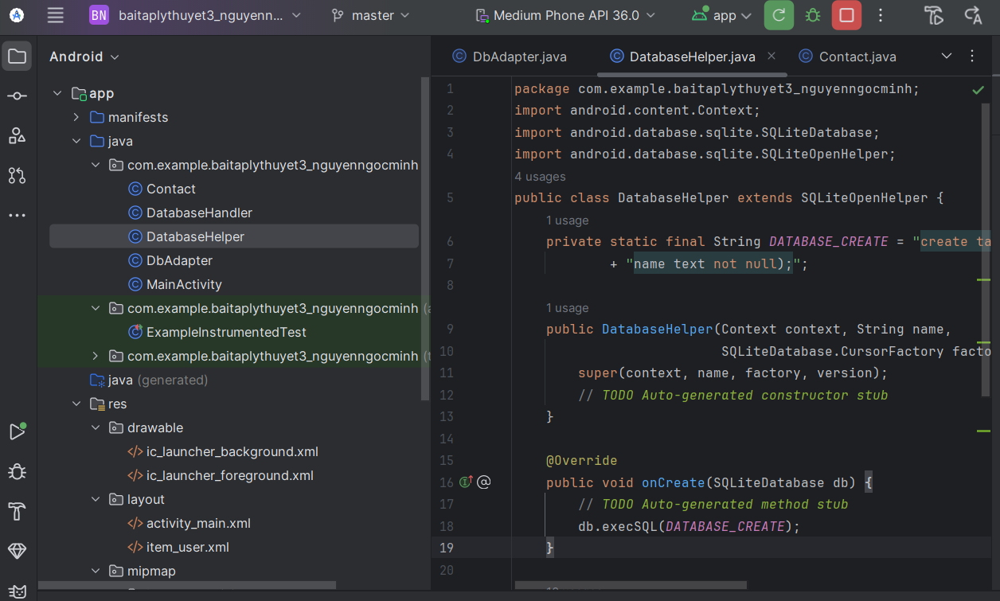 BN baitaplythuyet3_nguyenn... master Medium Phone API 36.0 app
Android
app
manifests
java
com.example.baitaplythuyet3_nguyenngocminh
Contact
DatabaseHandler
DatabaseHelper
DbAdapter
MainActivity
com.example.baitaplythuyet3_nguyenngocminh (a
ExampleInstrumentedTest
com.example.baitaplythuyet3_nguyenngocminh (t
java (generated)
res
drawable
ic_launcher_background.xml
ic_launcher_foreground.xml
layout
activity_main.xml
item_user.xml
mipmap
DbAdapter.java DatabaseHelper.java Contact.java
1 package com.example.baitaplythuyet3_nguyenngocminh;
2 import android.content.Context;
3 import android.database.sqlite.SQLiteDatabase;
4 import android.database.sqlite.SQLiteOpenHelper;
4 usages
5 public class DatabaseHelper extends SQLiteOpenHelper {
1 usage
6 private static final String DATABASE_CREATE = "create ta
7 + "name text not null);";
8
1 usage
9 public DatabaseHelper(Context context, String name,
10 SQLiteDatabase.CursorFactory facto
11 super(context, name, factory, version);
12 // TODO Auto-generated constructor stub
13 }
14
15 @Override
16 public void onCreate(SQLiteDatabase db) {
17 // TODO Auto-generated method stub
18 db.execSQL(DATABASE_CREATE);
19 }
20